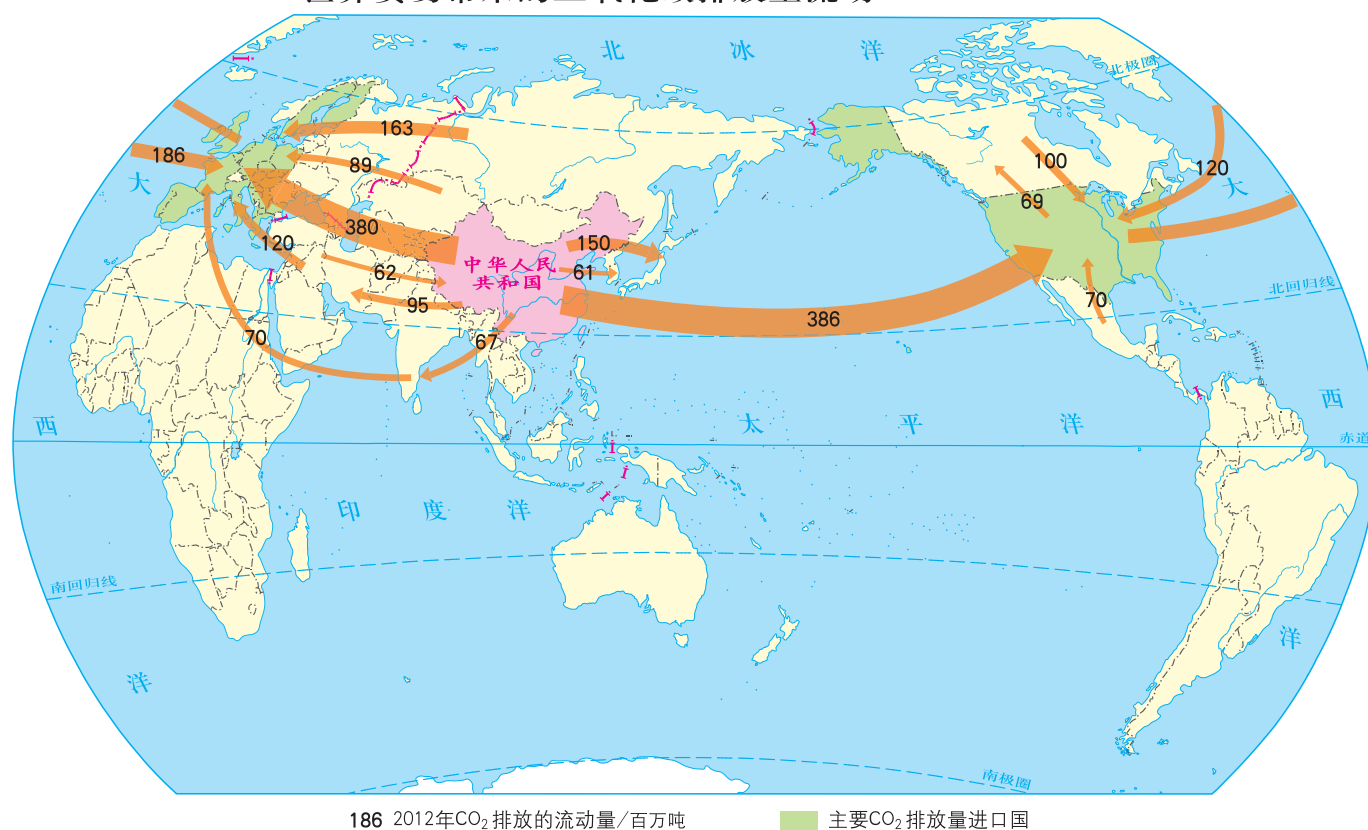 北冰洋
北极圈
163
186
89
100
120
大
69
大
380
120
150
中华人民
共和国
62
61
95
北回归线
70
386
70
67
西
太平洋
西
赤道
印度洋
南回归线
洋
洋
南极圈
186 2012年CO₂排放的流动量/百万吨
主要CO₂排放量进口国